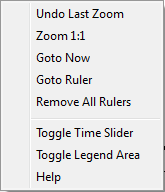 Undo Last Zoom
Zoom 1:1
Goto Now
Goto Ruler
Remove All Rulers
Toggle Time Slider
Toggle Legend Area
Help